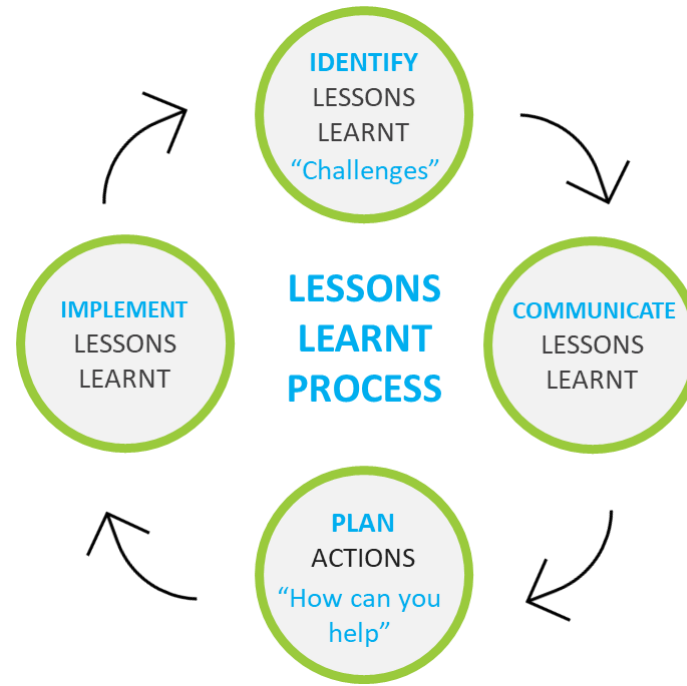 IDENTIFY
LESSONS
LEARNT
“Challenges”
COMMUNICATE
LESSONS
LEARNT
PLAN
ACTIONS
“How can you
help”
IMPLEMENT
LESSONS
LEARNT
LESSONS
LEARNT
PROCESS